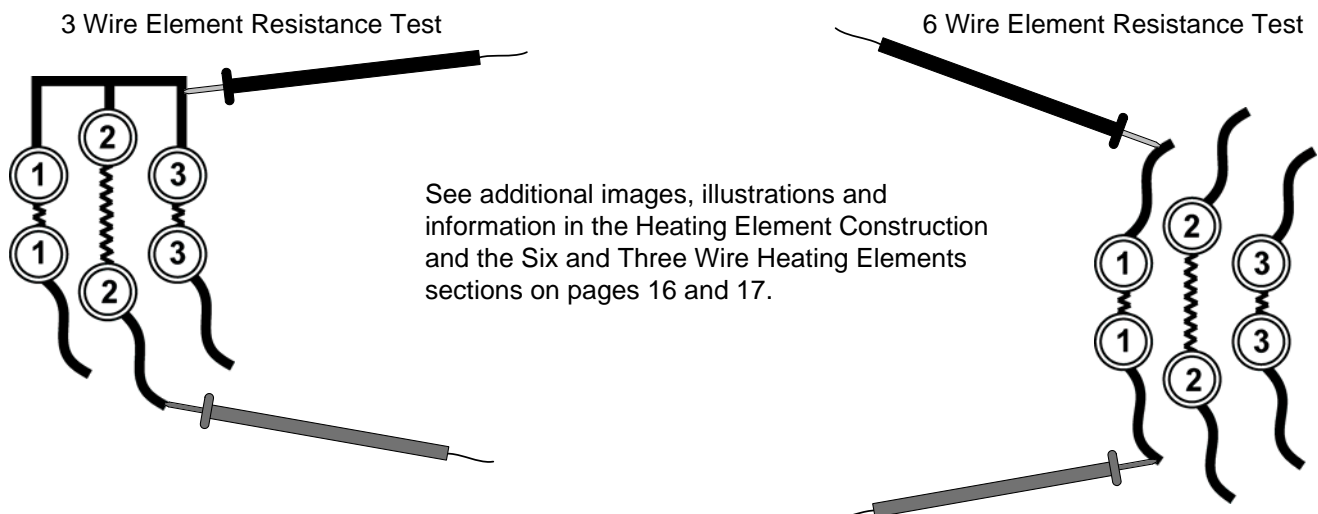 3 Wire Element Resistance Test
6 Wire Element Resistance Test
2
1
3
1
3
2
See additional images, illustrations and
information in the Heating Element Construction
and the Six and Three Wire Heating Elements
sections on pages 16 and 17.
2
1
3
1
3
2